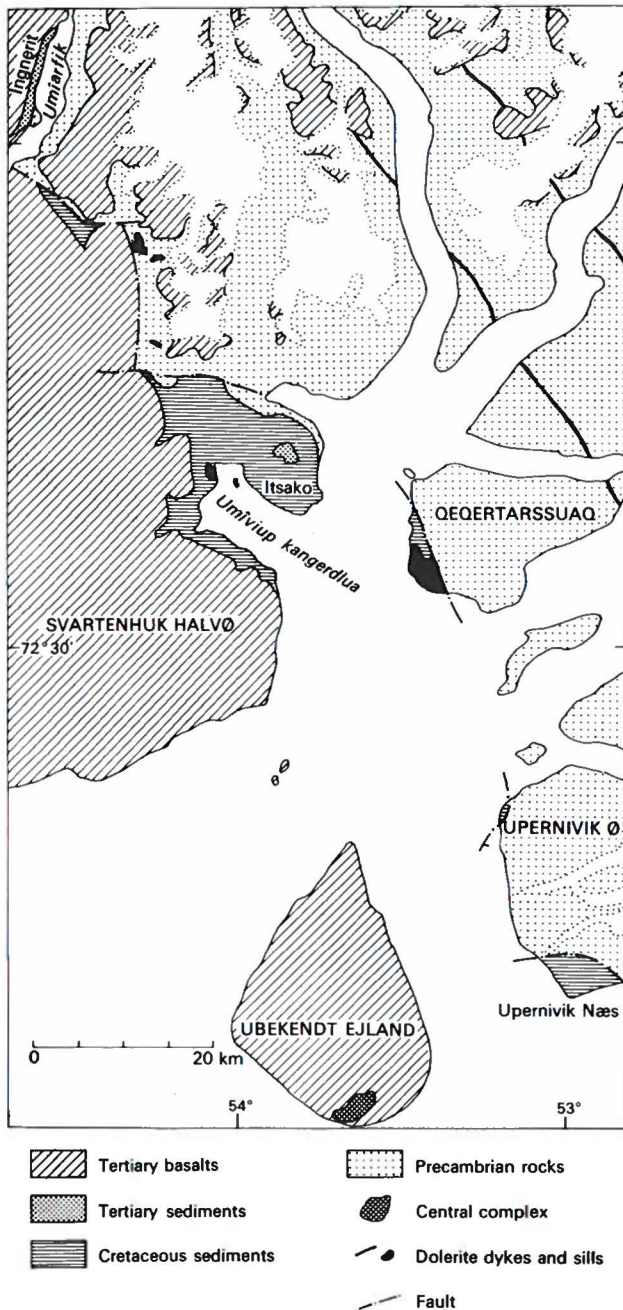 Ingnerit
Umiarfik
Itsako
Umîviup kangerdlua
QEQERTARSSUAQ
SVARTENHUK HALVØ
72°30'
UPERNIVIK Ø
Upernivik Næs
UBEKENDT EJLAND
0 20 km
54° 53°
Tertiary basalts
Tertiary sediments
Cretaceous sediments
Precambrian rocks
Central complex
Dolerite dykes and sills
Fault